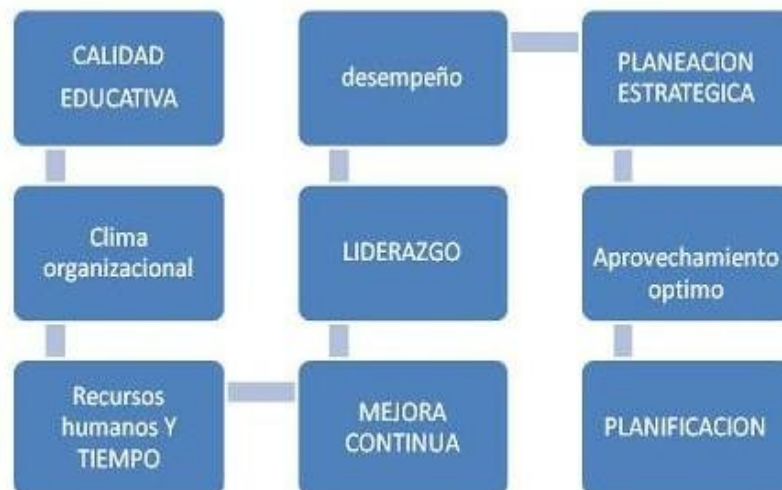 CALIDAD
EDUCATIVA
Clima
organizacional
Recursos
humanos Y
TIEMPO
MEJORA
CONTINUA
LIDERAZGO
desempeño
PLANEACION
ESTRATEGICA
Aprovechamiento
optimo
PLANIFICACION